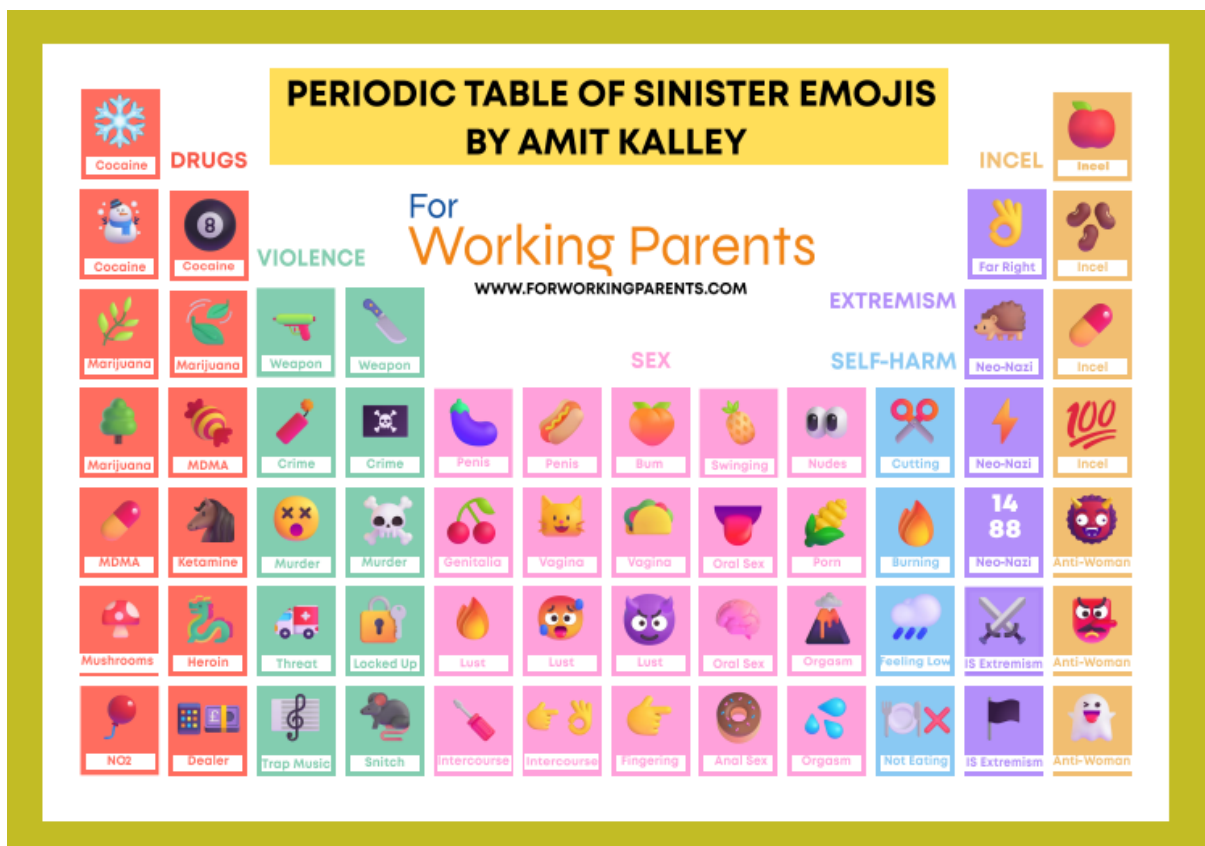 PERIODIC TABLE OF SINISTER EMOJIS
BY AMIT KALLEY
Cocaine
DRUGS
INCEL
Incel
For
Working Parents
WWW.FORWORKINGPARENTS.COM
8
Cocaine
Cocaine
VIOLENCE
Far Right
Incel
EXTREMISM
Marijuana
Marijuana
Weapon
Weapon
SEX
SELF-HARM
Neo-Nazi
Incel
100
Marijuana
MDMA
Crime
Crime
Penis
Penis
Bum
Swinging
Nudes
Cutting
Neo-Nazi
Incel
14
88
MDMA
Ketamine
Murder
Murder
Genitalia
Vagina
Vagina
Oral Sex
Porn
Burning
Neo-Nazi
Anti-Woman
Mushrooms
Heroin
Threat
Locked Up
Lust
Lust
Lust
Oral Sex
Orgasm
Feeling Low
IS Extremism
Anti-Woman
£
NO2
Dealer
Trap Music
Snitch
Intercourse
Intercourse
Fingering
Anal Sex
Orgasm
Not Eating
IS Extremism
Anti-Woman